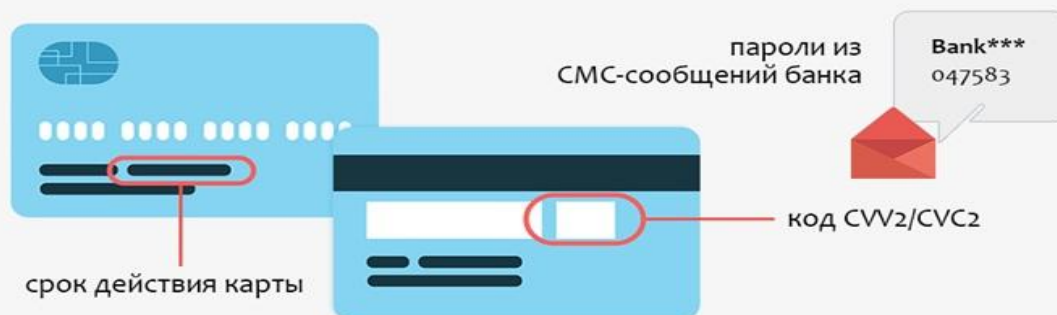 пароли из
СМС-сообщений банка
Bank***
047583
код CVV2/CVC2
срок действия карты